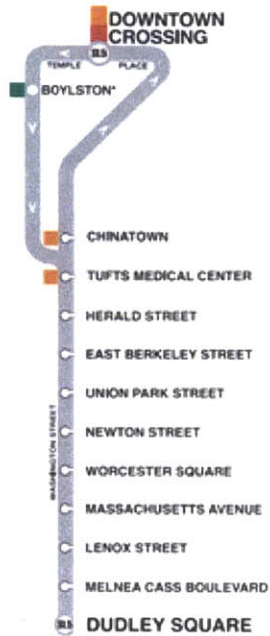 DOWNTOWN
CROSSING
SL5
TEMPLE PLACE
BOYLSTON*
CHINATOWN
TUFTS MEDICAL CENTER
HERALD STREET
EAST BERKELEY STREET
UNION PARK STREET
NEWTON STREET
WORCESTER SQUARE
WASHINGTON STREET
MASSACHUSETTS AVENUE
LENOX STREET
MELNEA CASS BOULEVARD
SL5 DUDLEY SQUARE